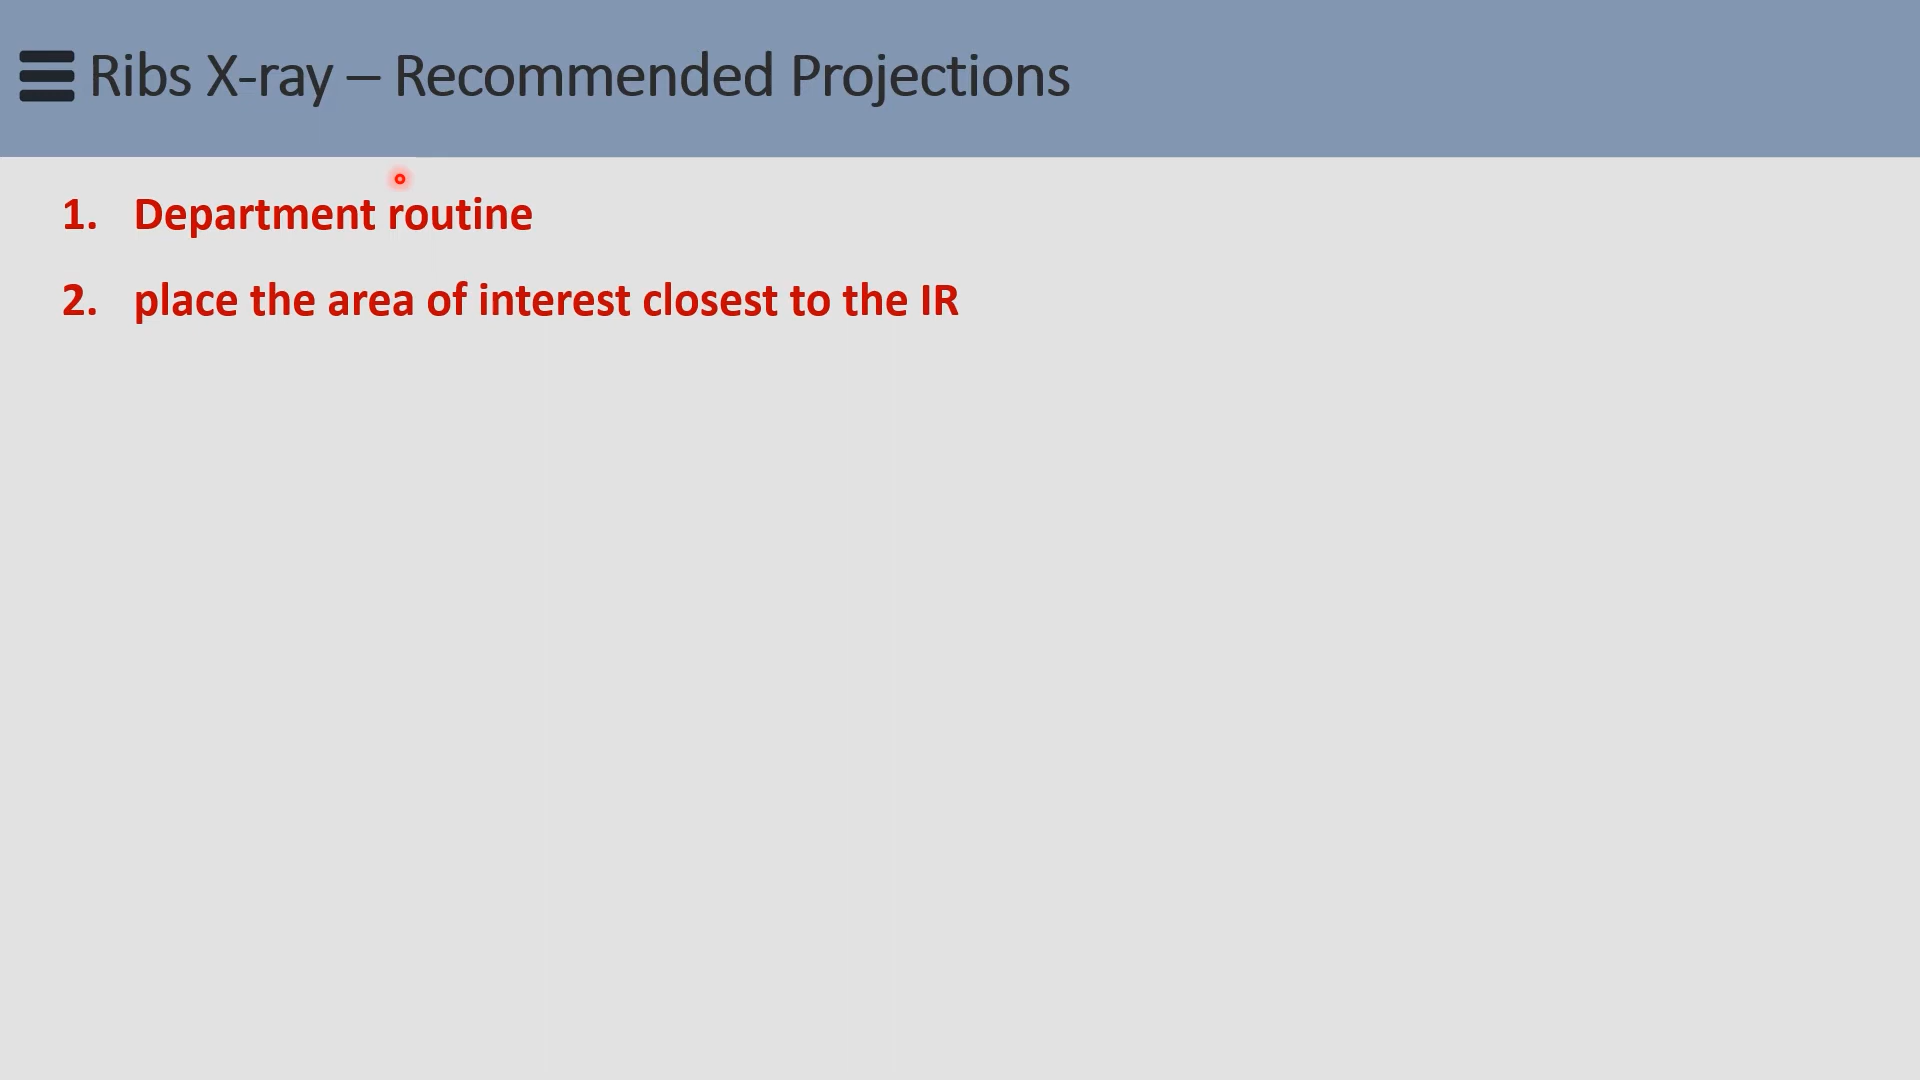 Ribs X-ray – Recommended Projections
1. Department routine
2. place the area of interest closest to the IR